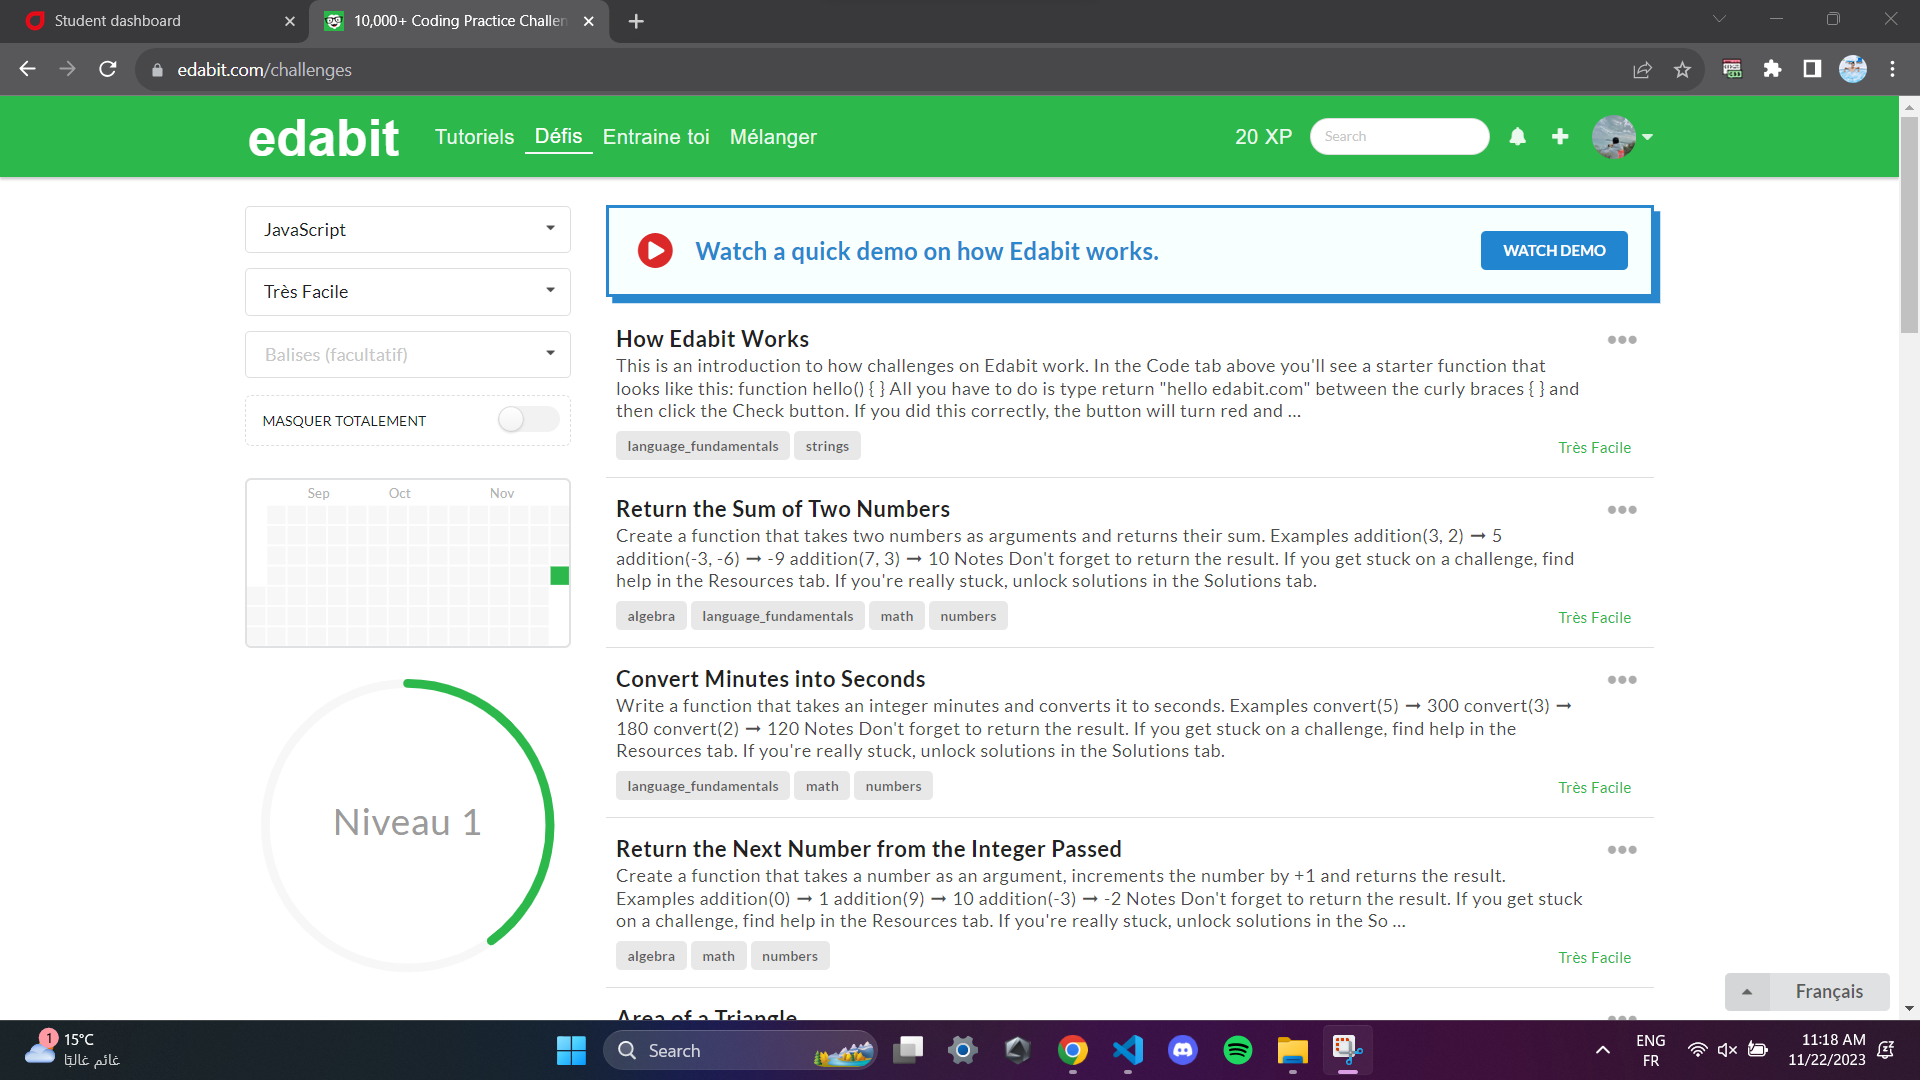 Student dashboard
10,000+ Coding Practice Challen
edabit.com/challenges
edabit
Tutoriels
Défis
Entraine toi
Mélanger
20 XP
Search
JavaScript
Très Facile
Balises (facultatif)
MASQUER TOTALEMENT
Sep Oct Nov
Niveau 1
Watch a quick demo on how Edabit works.
WATCH DEMO
How Edabit Works
This is an introduction to how challenges on Edabit work. In the Code tab above you'll see a starter function that
looks like this: function hello() { } All you have to do is type return "hello edabit.com" between the curly braces { } and
then click the Check button. If you did this correctly, the button will turn red and ...
language_fundamentals strings
Très Facile
Return the Sum of Two Numbers
Create a function that takes two numbers as arguments and returns their sum. Examples addition(3, 2) ➞ 5
addition(-3, -6) ➞ -9 addition(7, 3) ➞ 10 Notes Don't forget to return the result. If you get stuck on a challenge, find
help in the Resources tab. If you're really stuck, unlock solutions in the Solutions tab.
algebra language_fundamentals math numbers
Très Facile
Convert Minutes into Seconds
Write a function that takes an integer minutes and converts it to seconds. Examples convert(5) ➞ 300 convert(3) ➞
180 convert(2) ➞ 120 Notes Don't forget to return the result. If you get stuck on a challenge, find help in the
Resources tab. If you're really stuck, unlock solutions in the Solutions tab.
language_fundamentals math numbers
Très Facile
Return the Next Number from the Integer Passed
Create a function that takes a number as an argument, increments the number by +1 and returns the result.
Examples addition(0) ➞ 1 addition(9) ➞ 10 addition(-3) ➞ -2 Notes Don't forget to return the result. If you get stuck
on a challenge, find help in the Resources tab. If you're really stuck, unlock solutions in the So ...
algebra math numbers
Très Facile
Area of a Triangle
Français
1
15°C
غائم غالبًا
Search
ENG
FR
11:18 AM
11/22/2023